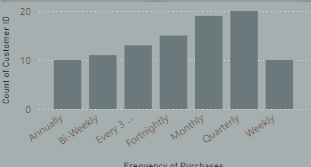 Count of Customer ID
20
10
0
Annually
Bi-Weekly
Every 3 ...
Fortnightly
Monthly
Quarterly
Weekly
Frequency of Purchases